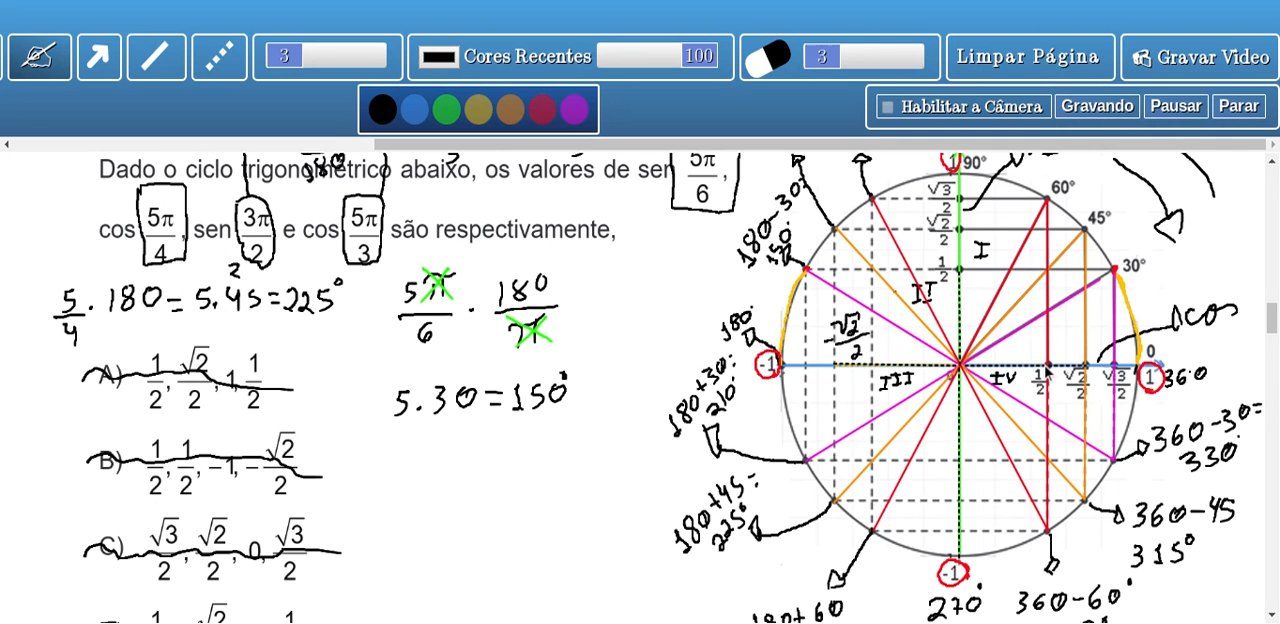 3
Cores Recentes
100
3
Limpar Página
Gravar Video
Habilitar a Câmera
Gravando
Pausar
Parar
Dado o ciclo trigonométrico abaixo, os valores de sen 5π/6,
cos 5π/4, sen 3π/2 e cos 5π/3 são respectivamente,
5/4 . 180 = 5.45 = 225°
5π/6 . 180/π
5.30 = 150°
A) 1/2, √2/2, 1, 1/2
B) 1/2, 1/2, -1, -√2/2
C) √3/2, √2/2, 0, √3/2
1 90°
60°
45°
30°
√3/2
√2/2
1/2
I
II
III
IV
-√2/2
180-30:
150
180
-1
0
1 360
cos
1/2
√2/2
√3/2
180+30:
210
360-30=
330
180+45=
225°
360-45
315°
180+60
-1
270°
360-60°